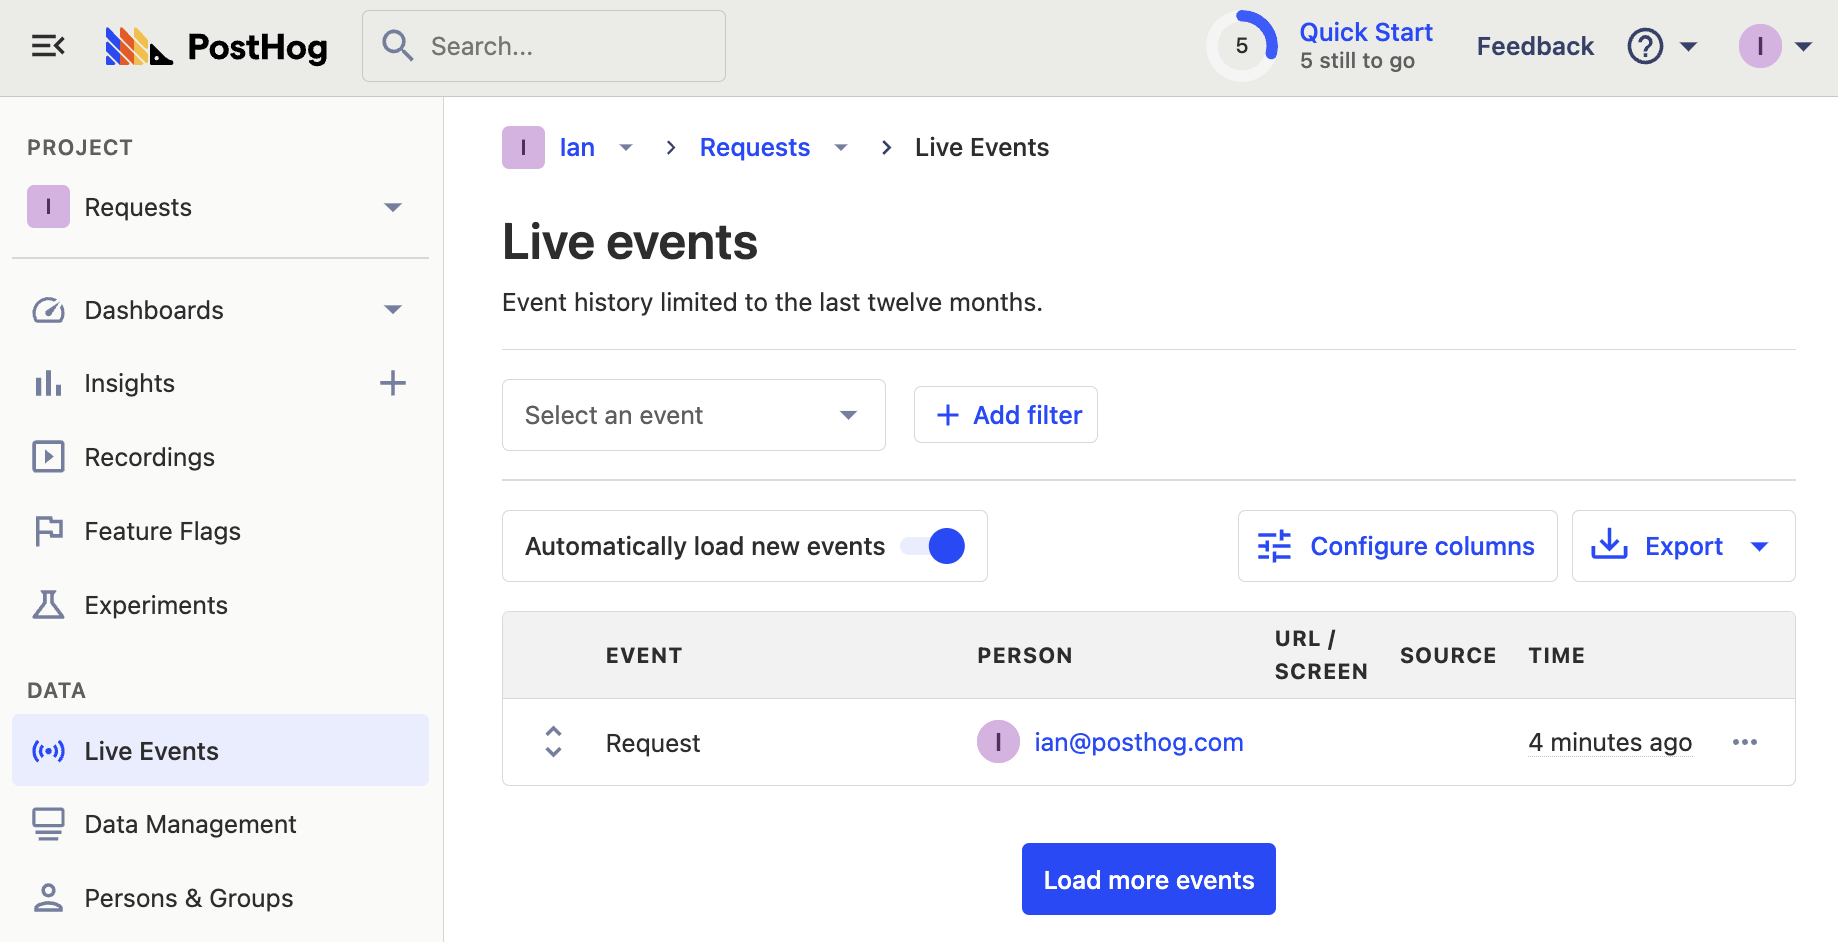 PostHog
Search...
5
Quick Start
5 still to go
Feedback
?
I
PROJECT
I Requests
Dashboards
Insights
Recordings
Feature Flags
Experiments
DATA
Live Events
Data Management
Persons & Groups
I Ian > Requests > Live Events
Live events
Event history limited to the last twelve months.
Select an event
+ Add filter
Automatically load new events
Configure columns
Export
EVENT PERSON URL / SCREEN SOURCE TIME
Request I ian@posthog.com 4 minutes ago
Load more events